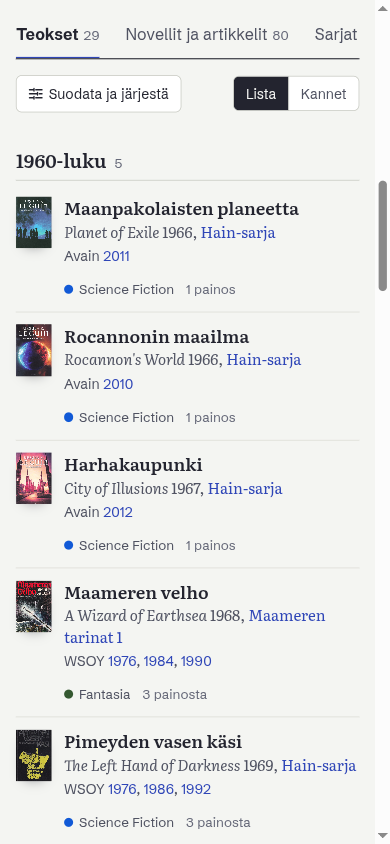 Teokset 29 Novellit ja artikkelit 80 Sarjat
Suodata ja järjestä Lista Kannet
1960-luku 5
Maanpakolaisten planeetta
Planet of Exile 1966, Hain-sarja
Avain 2011
Science Fiction 1 painos
Rocannonin maailma
Rocannon's World 1966, Hain-sarja
Avain 2010
Science Fiction 1 painos
Harhakaupunki
City of Illusions 1967, Hain-sarja
Avain 2012
Science Fiction 1 painos
Maameren velho
A Wizard of Earthsea 1968, Maameren
tarinat 1
WSOY 1976, 1984, 1990
Fantasia 3 painosta
Pimeyden vasen käsi
The Left Hand of Darkness 1969, Hain-sarja
WSOY 1976, 1986, 1992
Science Fiction 3 painosta